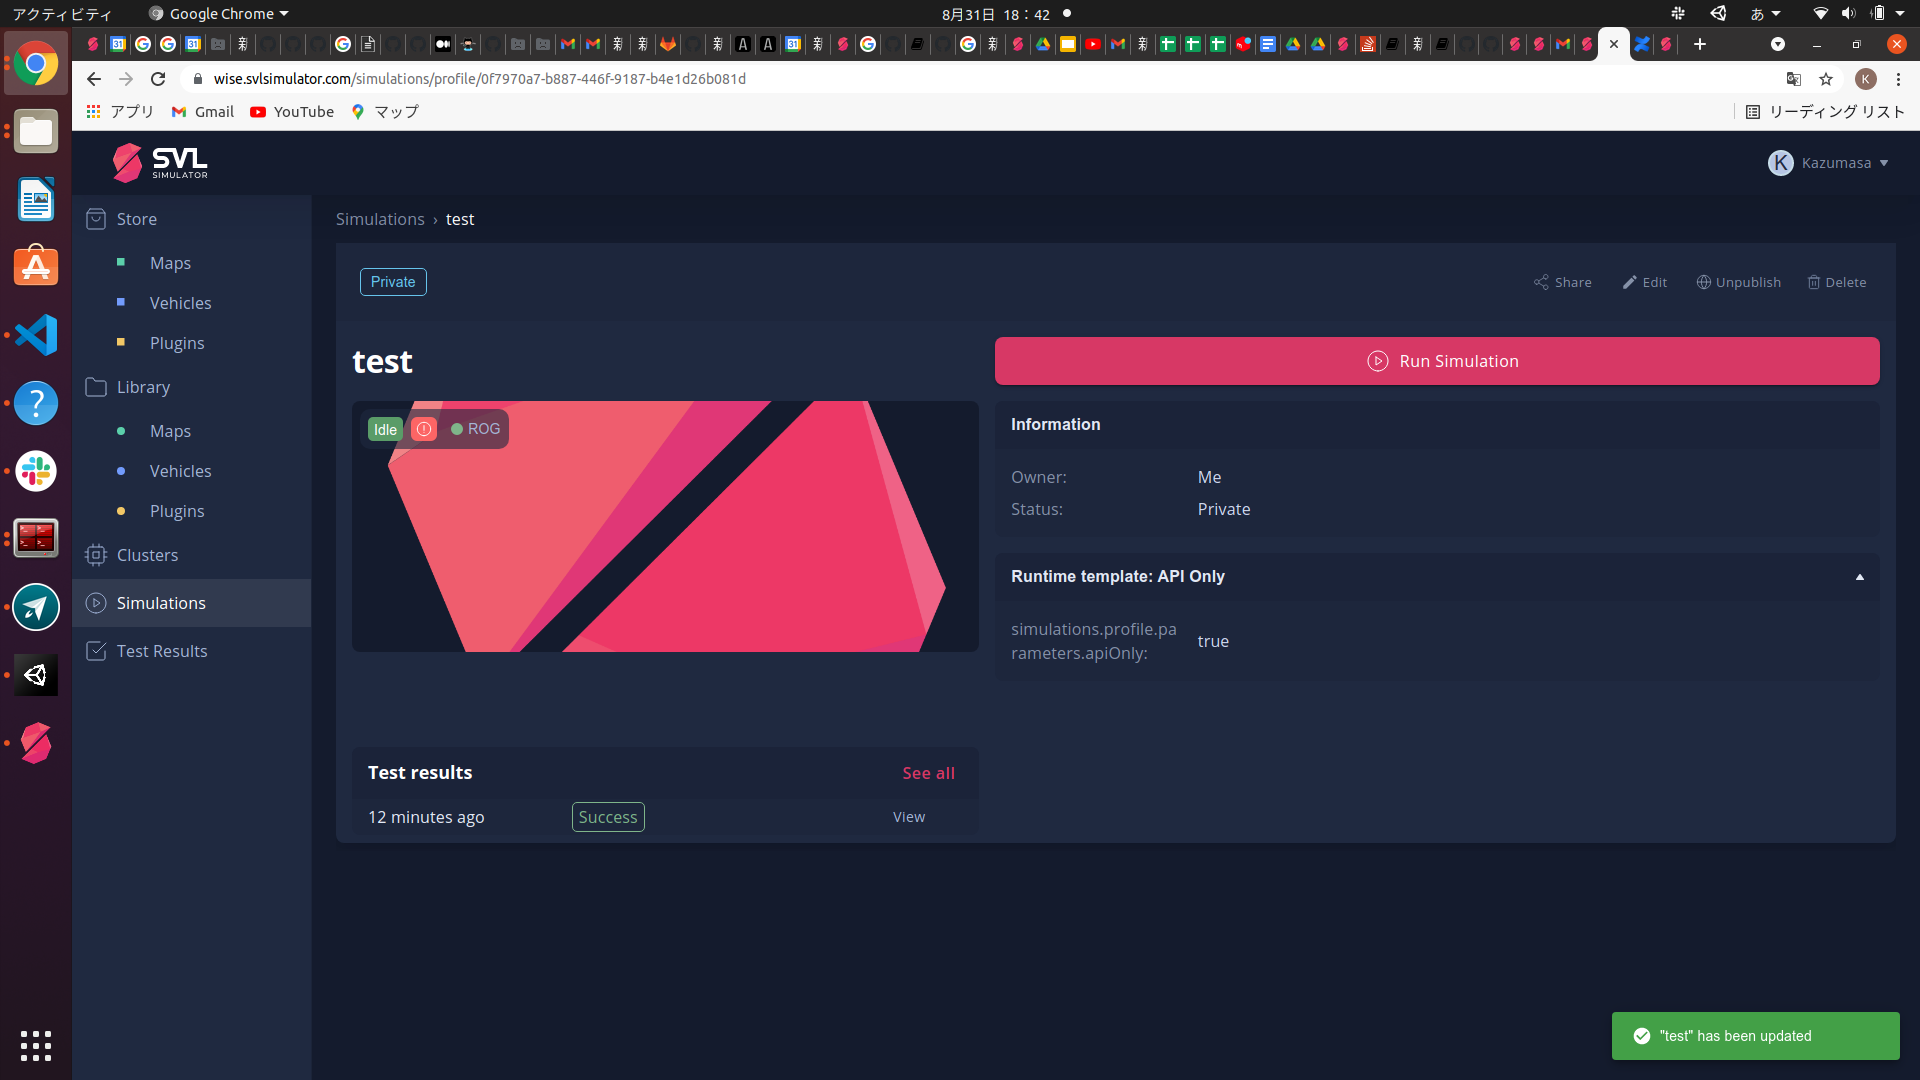 アクティビティ
Google Chrome
8月31日 18：42
あ
wise.svlsimulator.com/simulations/profile/0f7970a7-b887-446f-9187-b4e1d26b081d
K
アプリ
Gmail
YouTube
マップ
リーディング リスト
SVL
SIMULATOR
K
Kazumasa
Store
Maps
Vehicles
Plugins
Library
Maps
Vehicles
Plugins
Clusters
Simulations
Test Results
Simulations › test
Private
Share
Edit
Unpublish
Delete
test
Run Simulation
Idle
ROG
Information
Owner:
Me
Status:
Private
Runtime template: API Only
simulations.profile.pa
rameters.apiOnly:
true
Test results
See all
12 minutes ago
Success
View
"test" has been updated